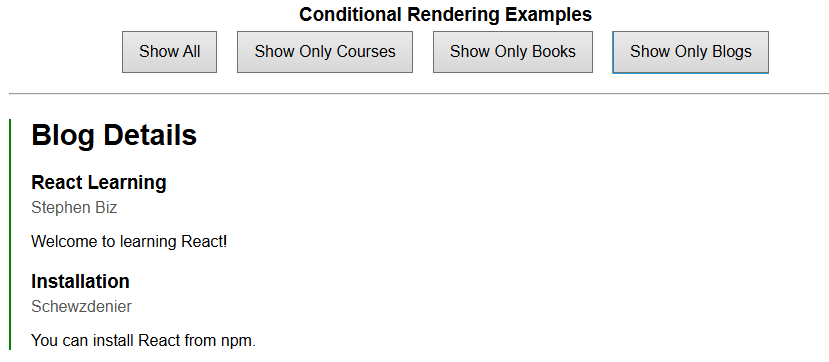 Conditional Rendering Examples
Show All Show Only Courses Show Only Books Show Only Blogs
Blog Details
React Learning
Stephen Biz
Welcome to learning React!
Installation
Schewzdenier
You can install React from npm.